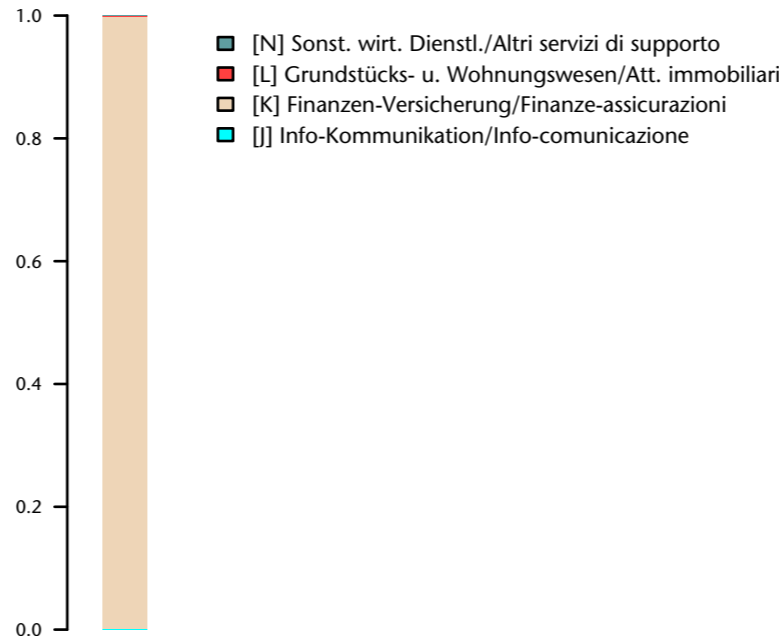 1.0
0.8
0.6
0.4
0.2
0.0
[N] Sonst. wirt. Dienstl./Altri servizi di supporto
[L] Grundstücks- u. Wohnungswesen/Att. immobiliari
[K] Finanzen-Versicherung/Finanze-assicurazioni
[J] Info-Kommunikation/Info-comunicazione